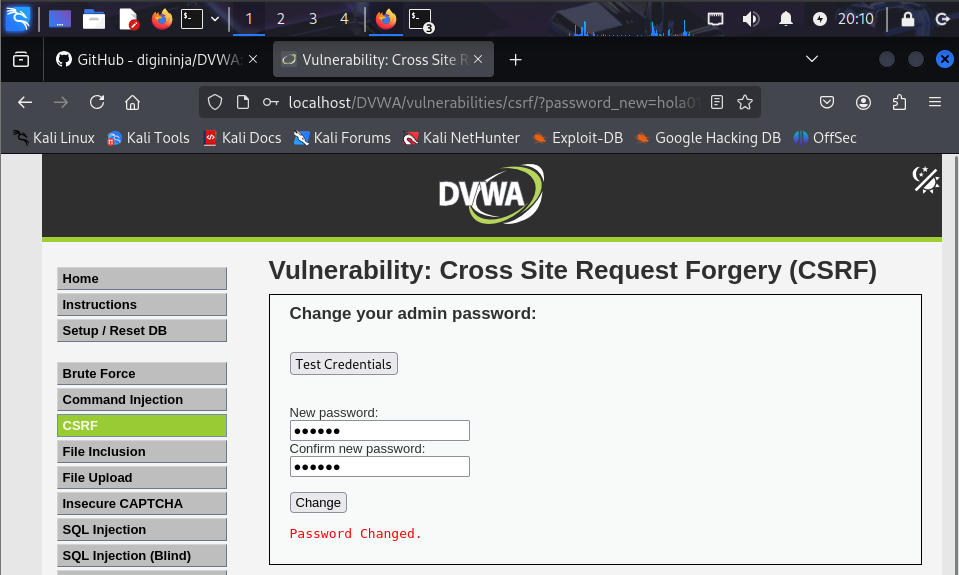 1 2 3 4 3 20:10
GitHub - digininja/DVWA: Vulnerability: Cross Site R
localhost/DVWA/vulnerabilities/csrf/?password_new=hola01
Kali Linux Kali Tools Kali Docs Kali Forums Kali NetHunter Exploit-DB Google Hacking DB OffSec
DVWA
Vulnerability: Cross Site Request Forgery (CSRF)
Home
Instructions
Setup / Reset DB
Brute Force
Command Injection
CSRF
File Inclusion
File Upload
Insecure CAPTCHA
SQL Injection
SQL Injection (Blind)
Change your admin password:
Test Credentials
New password:
●●●●●●
Confirm new password:
●●●●●●
Change
Password Changed.